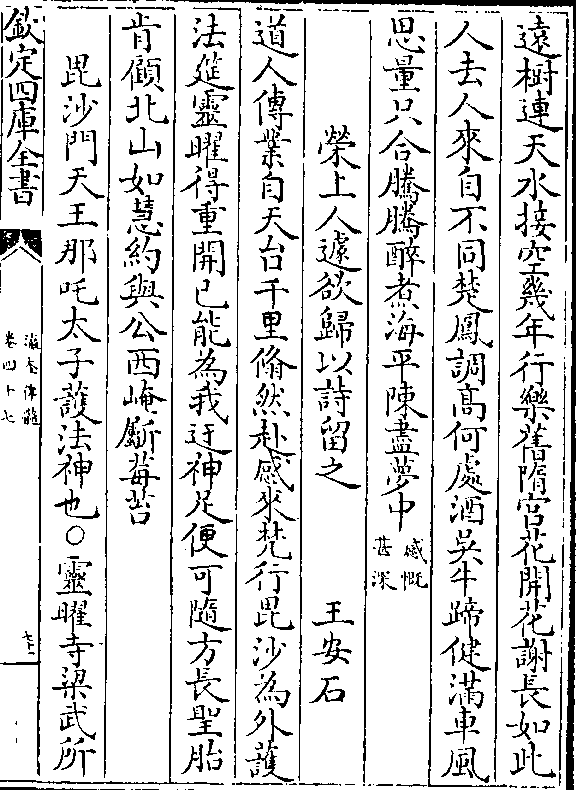 遠樹連天水接空幾年行樂舊隋宫花開花謝長如此
人去人來自不同楚鳳調髙何處酒吳牛蹄健滿車風
思量只合騰騰醉煑海平陳盡夢中感慨甚深
榮上人遽欲歸以詩留之　王安石
道人傳業自天台千里翛然赴感來梵行毘沙為外護
法筵靈曜得重開已能為我迂神足便可隨方長聖胎
肯顧北山如慧約與公西崦斸莓苔
毘沙門天王那吒太子護法神也○靈曜寺梁武所
欽定四庫全書
瀛奎律髓
卷四十七